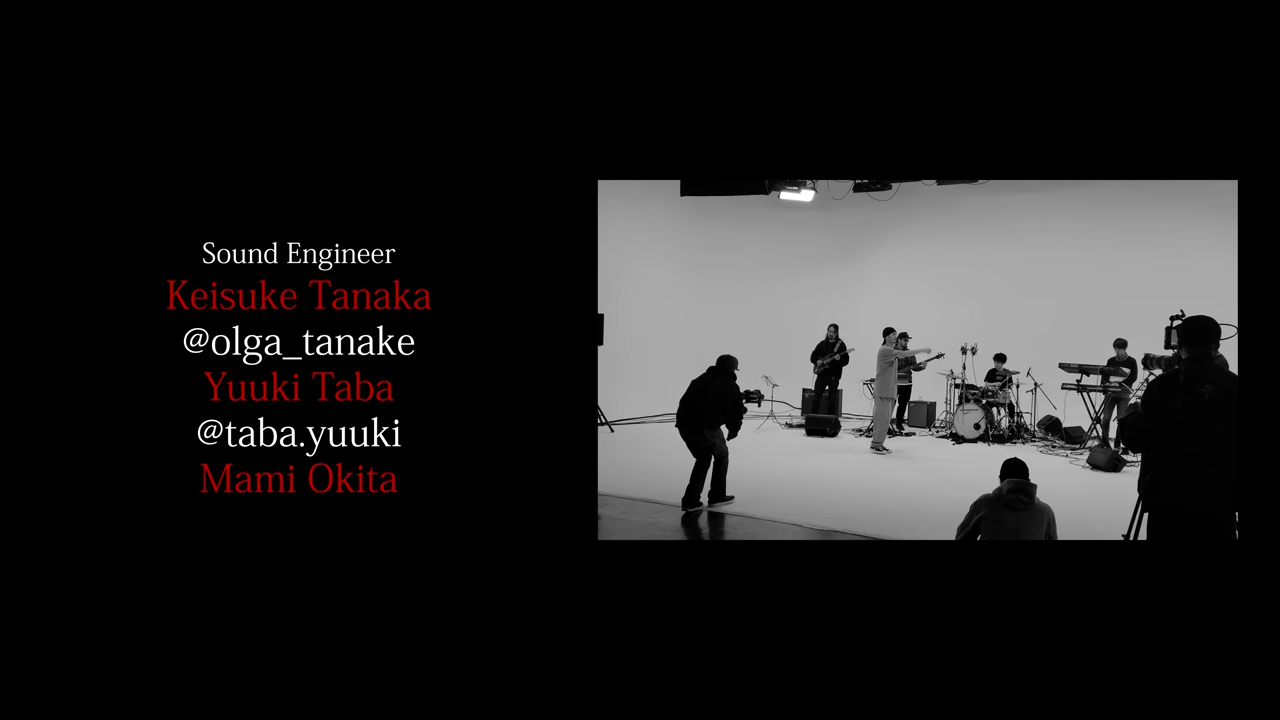 Sound Engineer
Keisuke Tanaka
@olga_tanake
Yuuki Taba
@taba.yuuki
Mami Okita